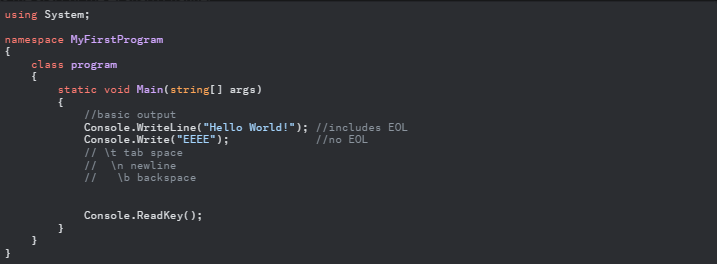 using System;
namespace MyFirstProgram
{
    class program
    {
        static void Main(string[] args)
        {
            //basic output
            Console.WriteLine("Hello World!"); //includes EOL
            Console.Write("EEEE");             //no EOL
            // \t tab space
            //  \n newline
            //   \b backspace
            Console.ReadKey();
        }
    }
}